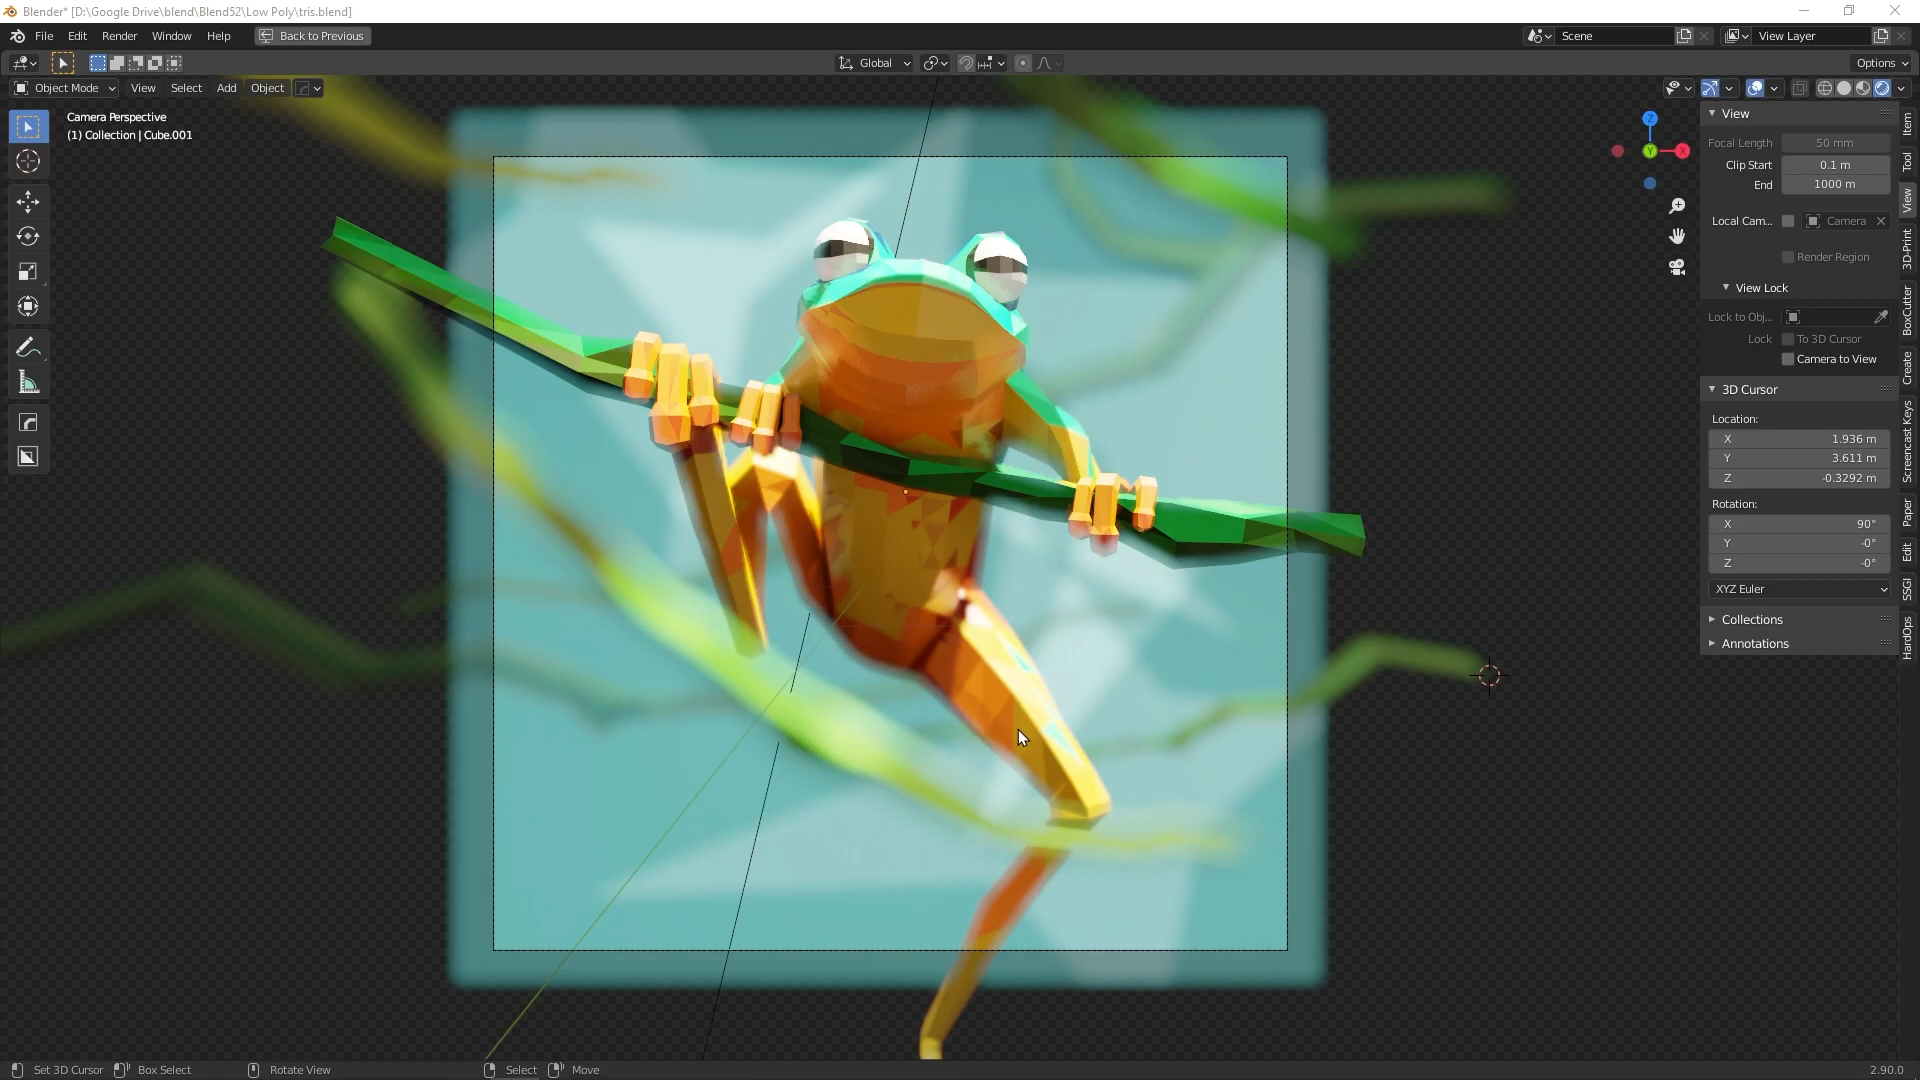 Blender* [D:\Google Drive\blend\Blend52\Low Poly\tris.blend]
File Edit Render Window Help Back to Previous Scene View Layer
Global Options
Object Mode View Select Add Object
Camera Perspective
(1) Collection | Cube.001
Z
Y
X
View
Focal Length 50 mm
Clip Start 0.1 m
End 1000 m
Local Cam... Camera
Render Region
View Lock
Lock to Obj...
Lock To 3D Cursor
Camera to View
3D Cursor
Location:
X 1.936 m
Y 3.611 m
Z -0.3292 m
Rotation:
X 90°
Y -0°
Z -0°
XYZ Euler
Collections
Annotations
Item
Tool
View
3D-Print
BoxCutter
Create
Screencast Keys
Paper
Edit
SSGI
HardOps
Set 3D Cursor Box Select Rotate View Select Move 2.90.0